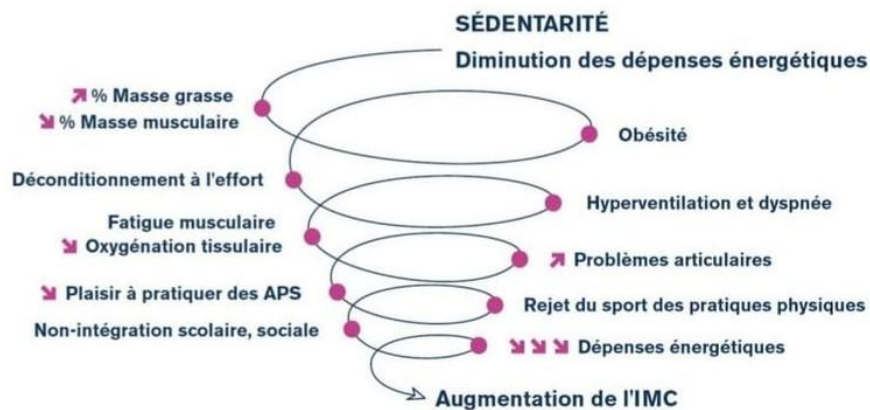 SÉDENTARITÉ
Diminution des dépenses énergétiques
↗ % Masse grasse
↘ % Masse musculaire
Obésité
Déconditionnement à l'effort
Hyperventilation et dyspnée
Fatigue musculaire
↘ Oxygénation tissulaire
↗ Problèmes articulaires
↘ Plaisir à pratiquer des APS
Rejet du sport des pratiques physiques
Non-intégration scolaire, sociale
↘ ↘ ↘ Dépenses énergétiques
Augmentation de l'IMC